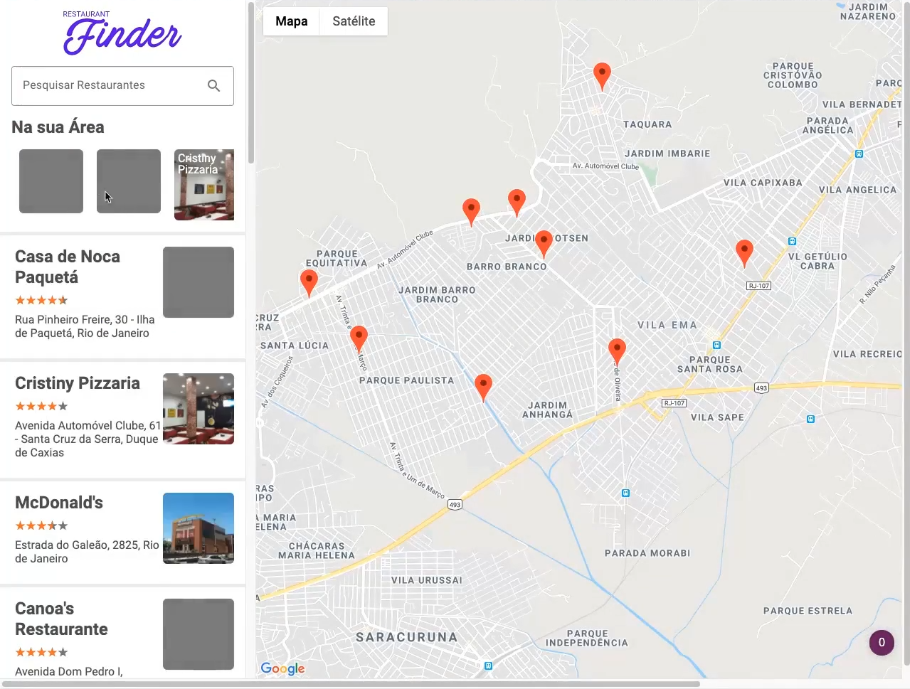 RESTAURANT
Finder
Pesquisar Restaurantes
Na sua Área
Cristiny
Pizzaria
Casa de Noca
Paquetá
Rua Pinheiro Freire, 30 - Ilha
de Paquetá, Rio de Janeiro
Cristiny Pizzaria
Avenida Automóvel Clube, 61
- Santa Cruz da Serra, Duque
de Caxias
McDonald's
Estrada do Galeão, 2825, Rio
de Janeiro
Canoa's
Restaurante
Avenida Dom Pedro I,
Mapa
Satélite
JARDIM
NAZARENO
PARQUE
CRISTÓVÃO
COLOMBO
PARC
VILA BERNADET
PARADA
ANGÉLICA
TAQUARA
JARDIM IMBARIE
Av. Automóvel Clube
VILA CAPIXABA
VILA ANGELICA
JARDI
OTSEN
PARQUE
EQUITATIVA
Av. Automóvel Clube
BARRO BRANCO
VL GETÚLIO
CABRA
RJ-107
R. Nilo Peçanha
JARDIM BARRO
BRANCO
CRUZ
RRA
Av. Trinta e
Março
SANTA LÚCIA
VILA EMA
PARQUE
SANTA ROSA
VILA RECREIO
Av. dos Coqueiros
PARQUE PAULISTA
de Oliveira
493
RJ-107
JARDIM
ANHANGÁ
VILA SAPE
Av. Trinta e Um de Março
RAS
IPO
493
A MARIA
ELENA
CHÁCARAS
MARIA HELENA
PARADA MORABI
VILA URUSSAI
PARQUE ESTRELA
SARACURUNA
PARQUE
INDEPENDÊNCIA
0
Google